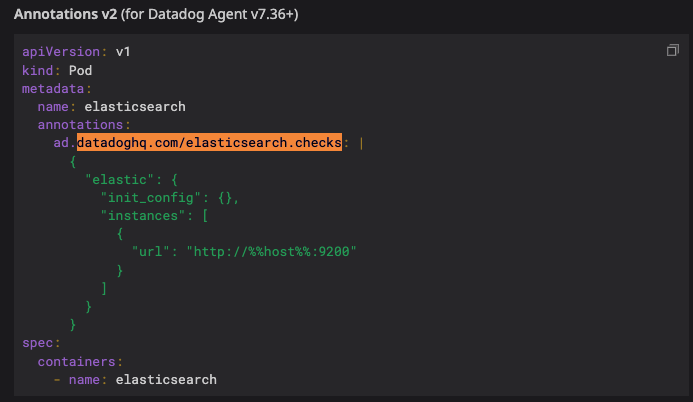 Annotations v2 (for Datadog Agent v7.36+)
apiVersion: v1
kind: Pod
metadata:
  name: elasticsearch
  annotations:
    ad.datadoghq.com/elasticsearch.checks: |
      {
        "elastic": {
          "init_config": {},
          "instances": [
            {
              "url": "http://%%host%%:9200"
            }
          ]
        }
      }
spec:
  containers:
    - name: elasticsearch